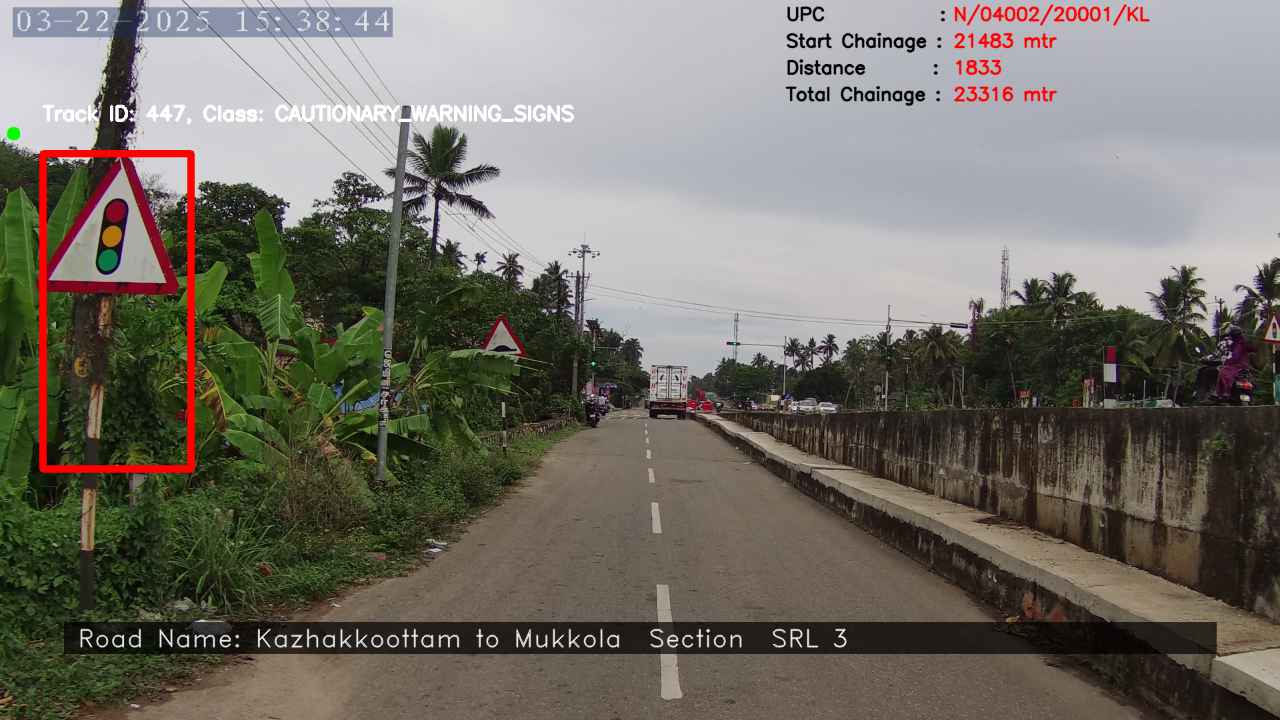 03-22-2025 15:38:44
UPC : N/04002/20001/KL
Start Chainage : 21483 mtr
Distance : 1833
Total Chainage : 23316 mtr
Track ID: 447, Class: CAUTIONARY_WARNING_SIGNS
Road Name: Kazhakkoottam to Mukkola Section SRL 3